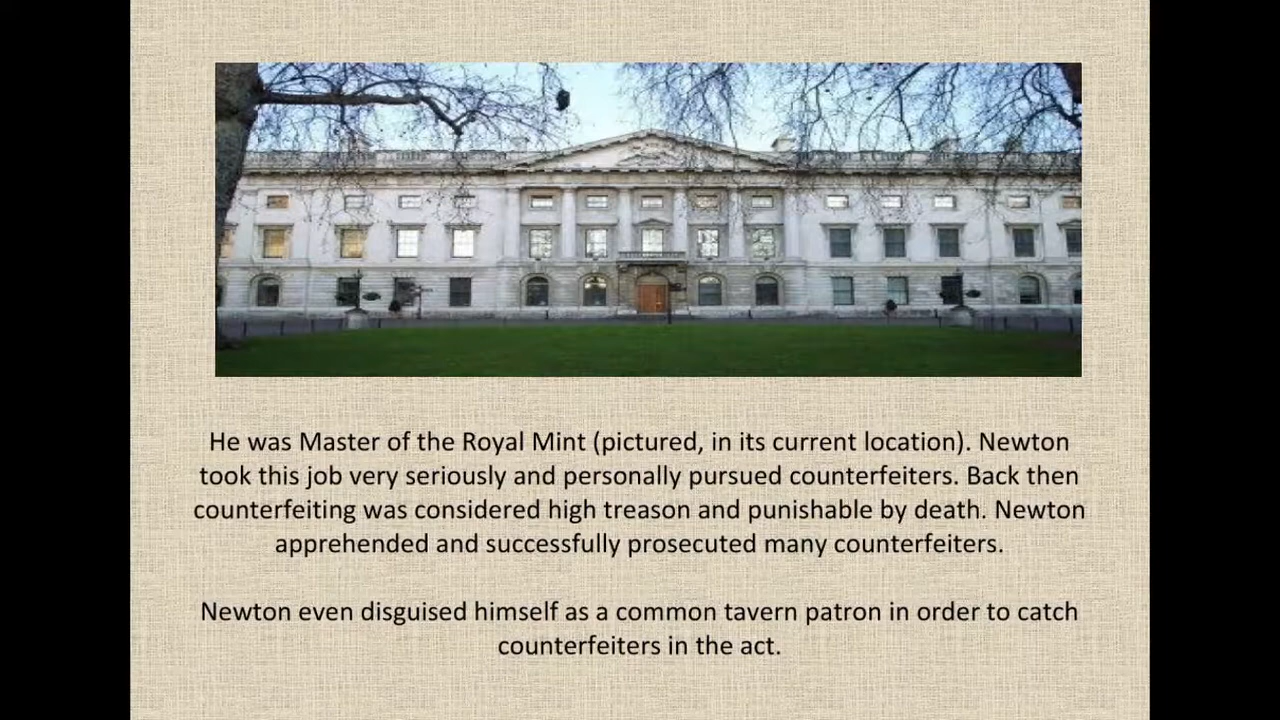 He was Master of the Royal Mint (pictured, in its current location). Newton
took this job very seriously and personally pursued counterfeiters. Back then
counterfeiting was considered high treason and punishable by death. Newton
apprehended and successfully prosecuted many counterfeiters.
Newton even disguised himself as a common tavern patron in order to catch
counterfeiters in the act.